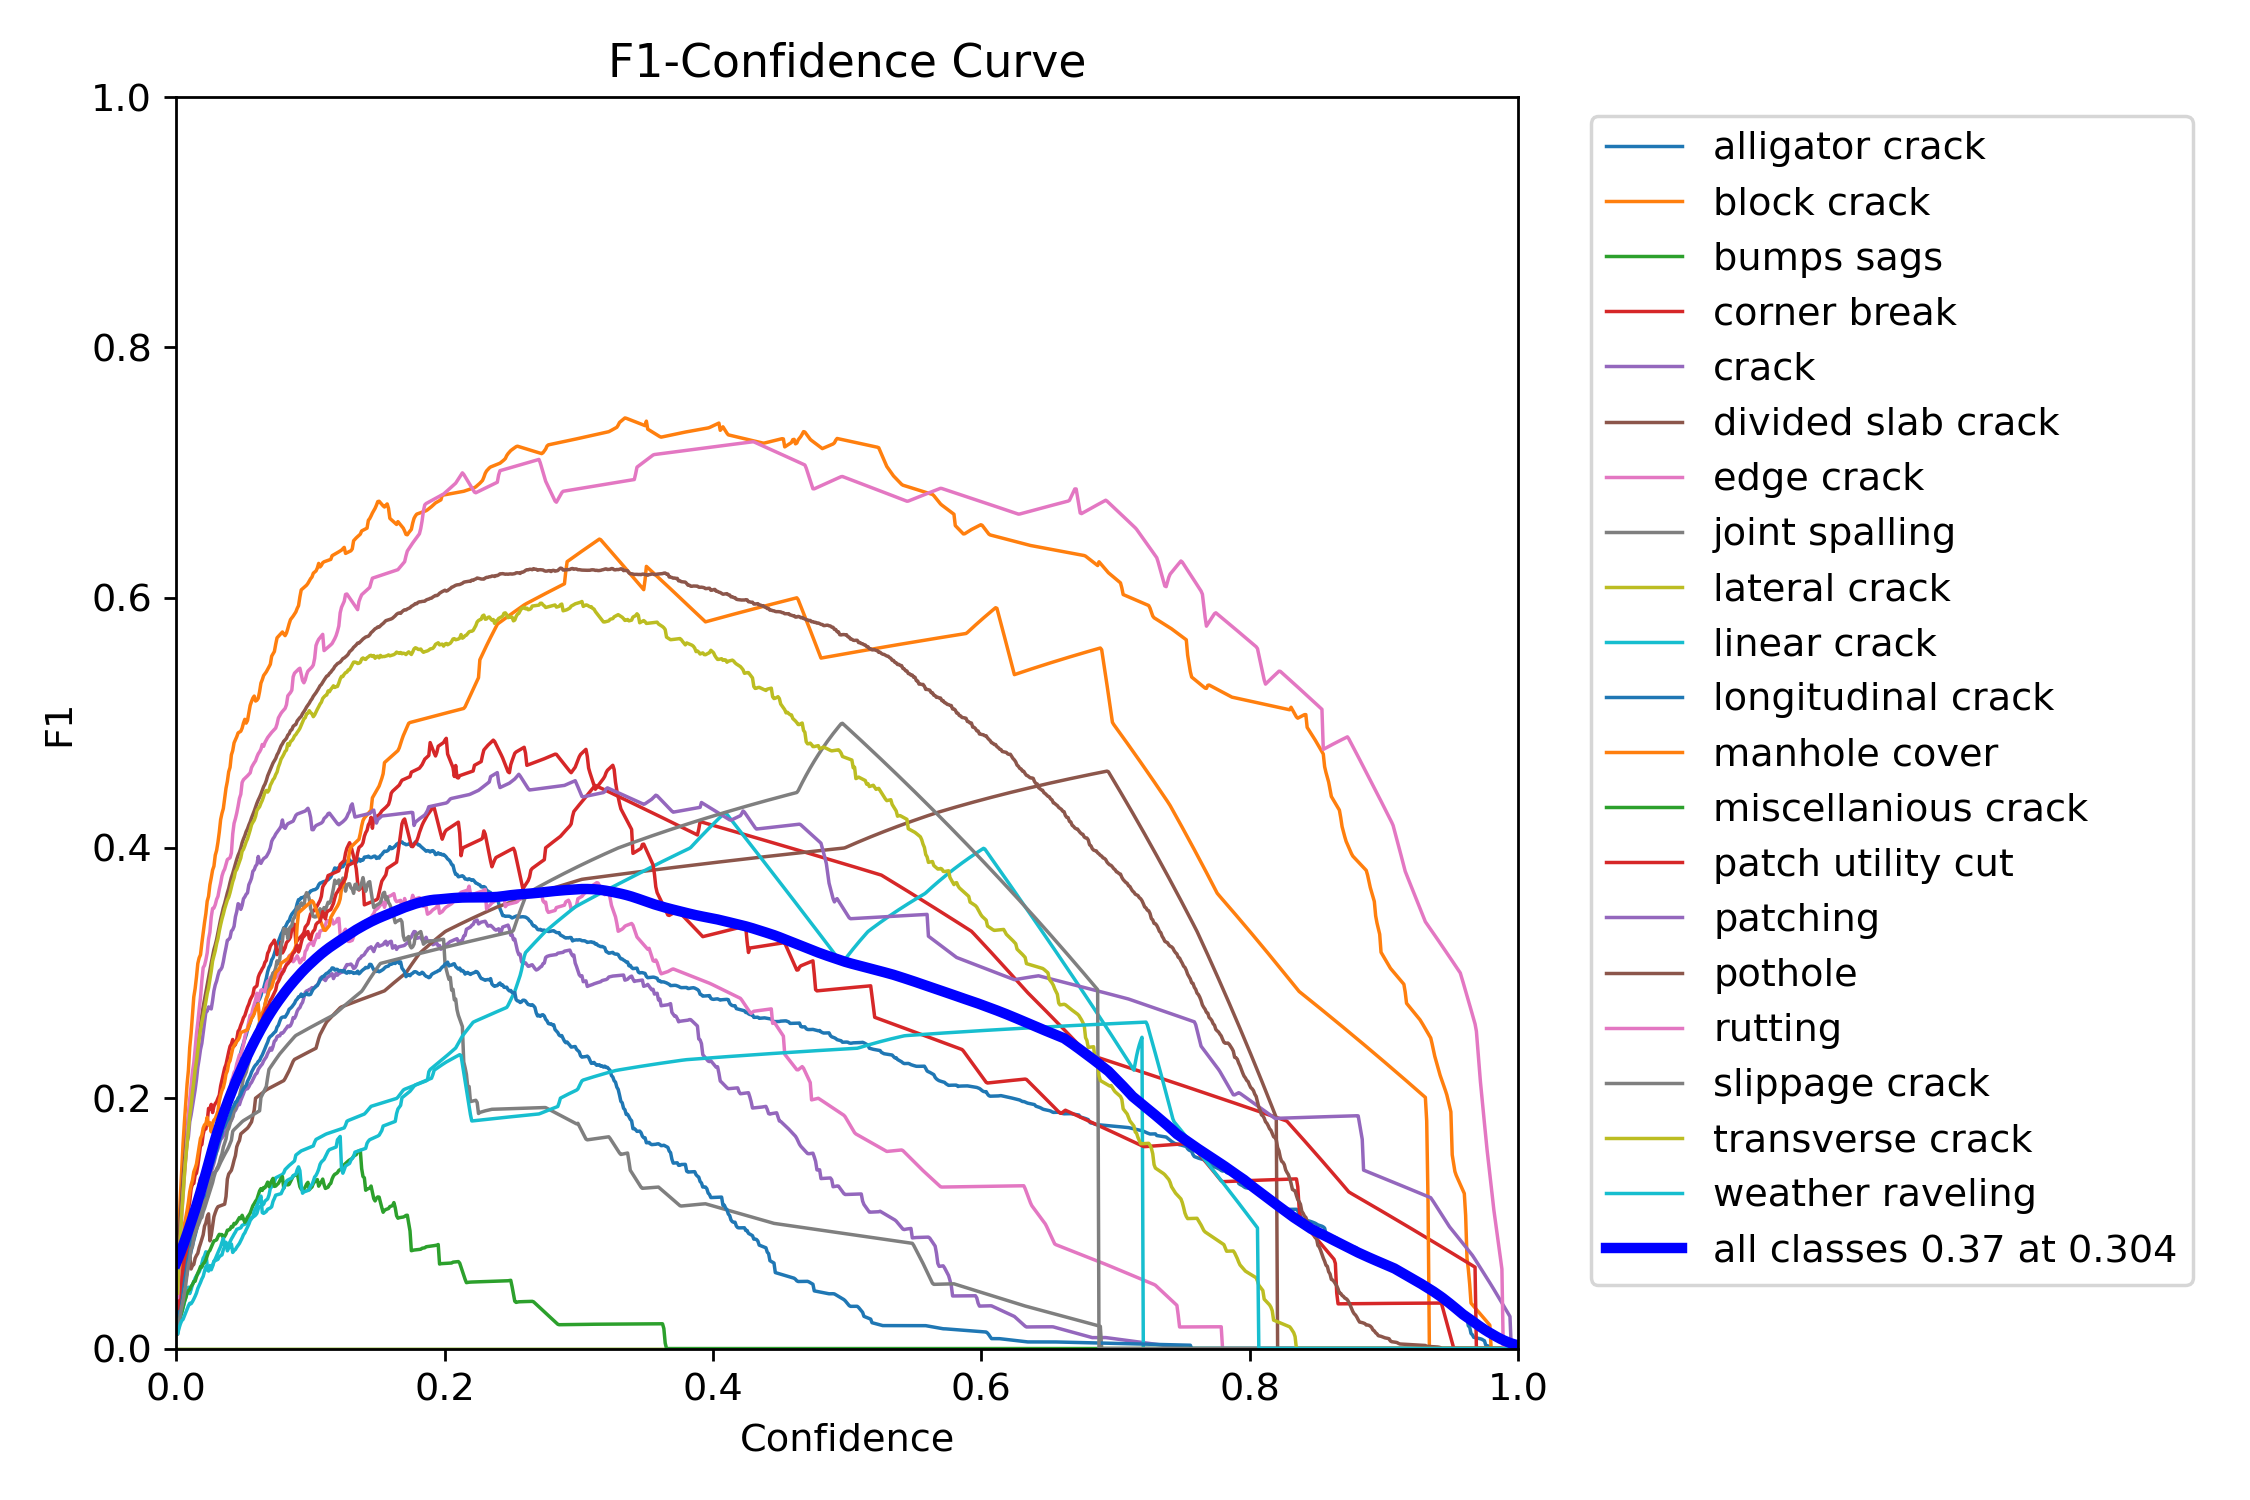 F1-Confidence Curve
1.0
0.8
0.6
0.4
0.2
0.0
F1
0.0 0.2 0.4 0.6 0.8 1.0
Confidence
alligator crack
block crack
bumps sags
corner break
crack
divided slab crack
edge crack
joint spalling
lateral crack
linear crack
longitudinal crack
manhole cover
miscellanious crack
patch utility cut
patching
pothole
rutting
slippage crack
transverse crack
weather raveling
all classes 0.37 at 0.304